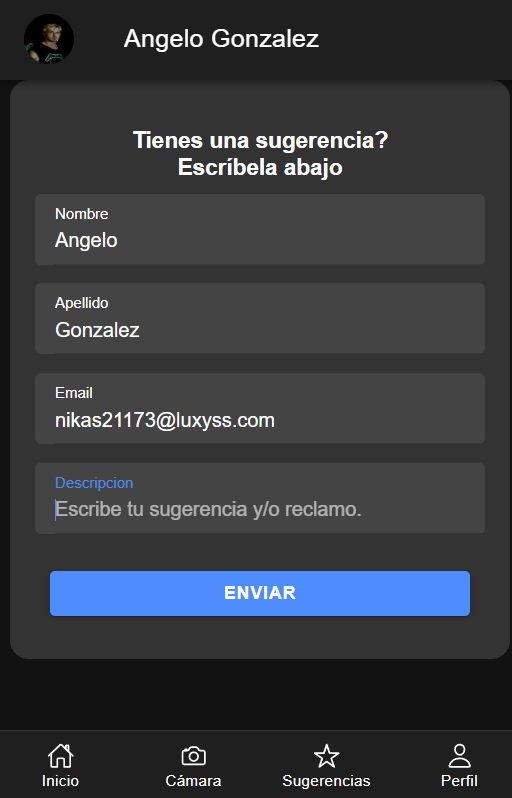 Angelo Gonzalez
Tienes una sugerencia?
Escríbela abajo
Nombre
Angelo
Apellido
Gonzalez
Email
nikas21173@luxyss.com
Descripcion
Escribe tu sugerencia y/o reclamo.
ENVIAR
Inicio
Cámara
Sugerencias
Perfil